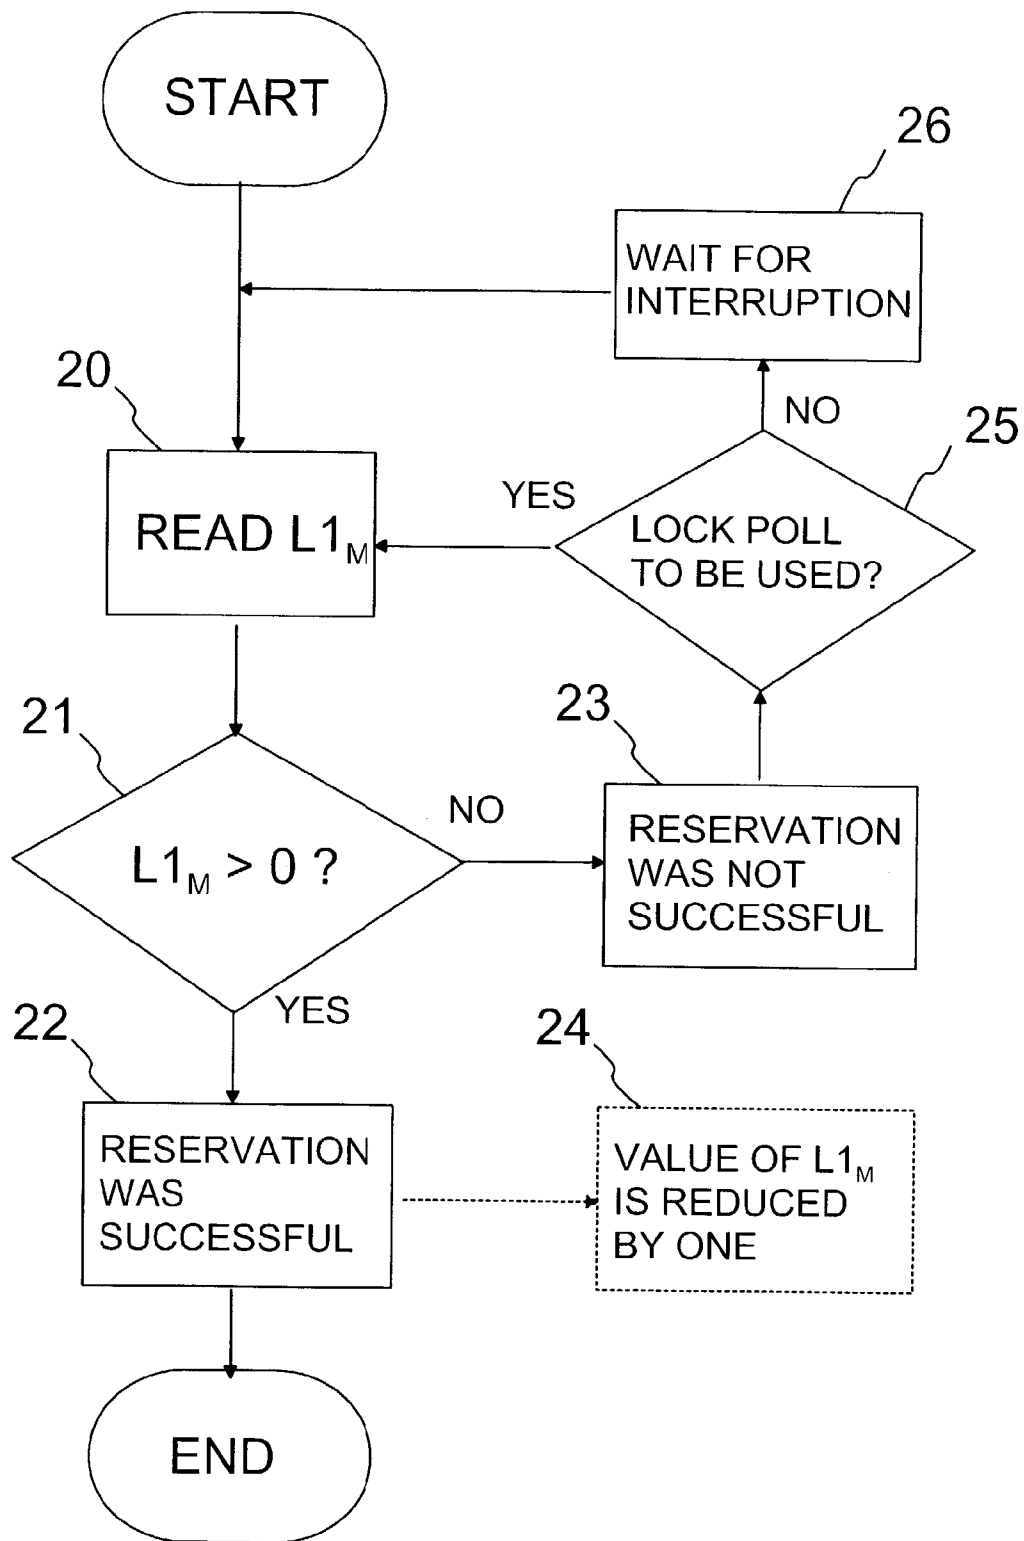 START
26
WAIT FOR
INTERRUPTION
20
NO
25
YES
READ L1M
LOCK POLL
TO BE USED?
21
23
NO
L1M > 0 ?
RESERVATION
WAS NOT
SUCCESSFUL
YES
22
24
RESERVATION
WAS
SUCCESSFUL
VALUE OF L1M
IS REDUCED
BY ONE
END